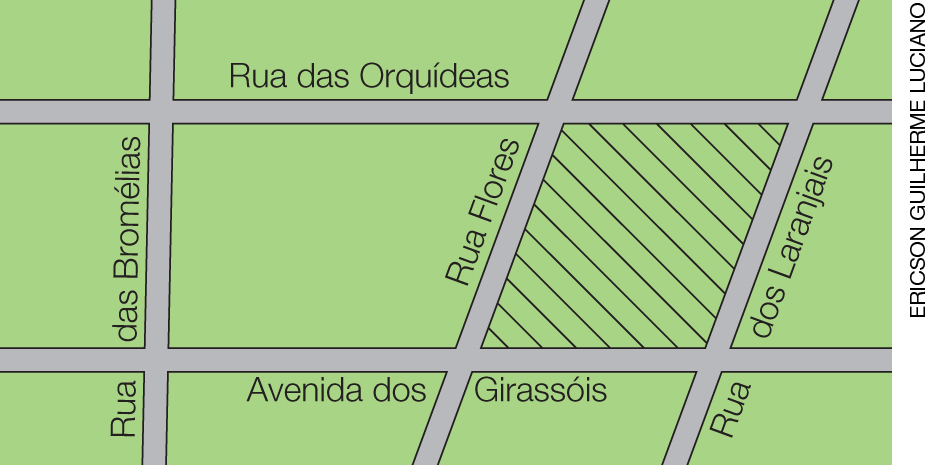 Rua das Orquídeas
Rua das Bromélias
Rua Flores
Rua dos Laranjais
Avenida dos Girassóis
ERICSON GUILHERME LUCIANO